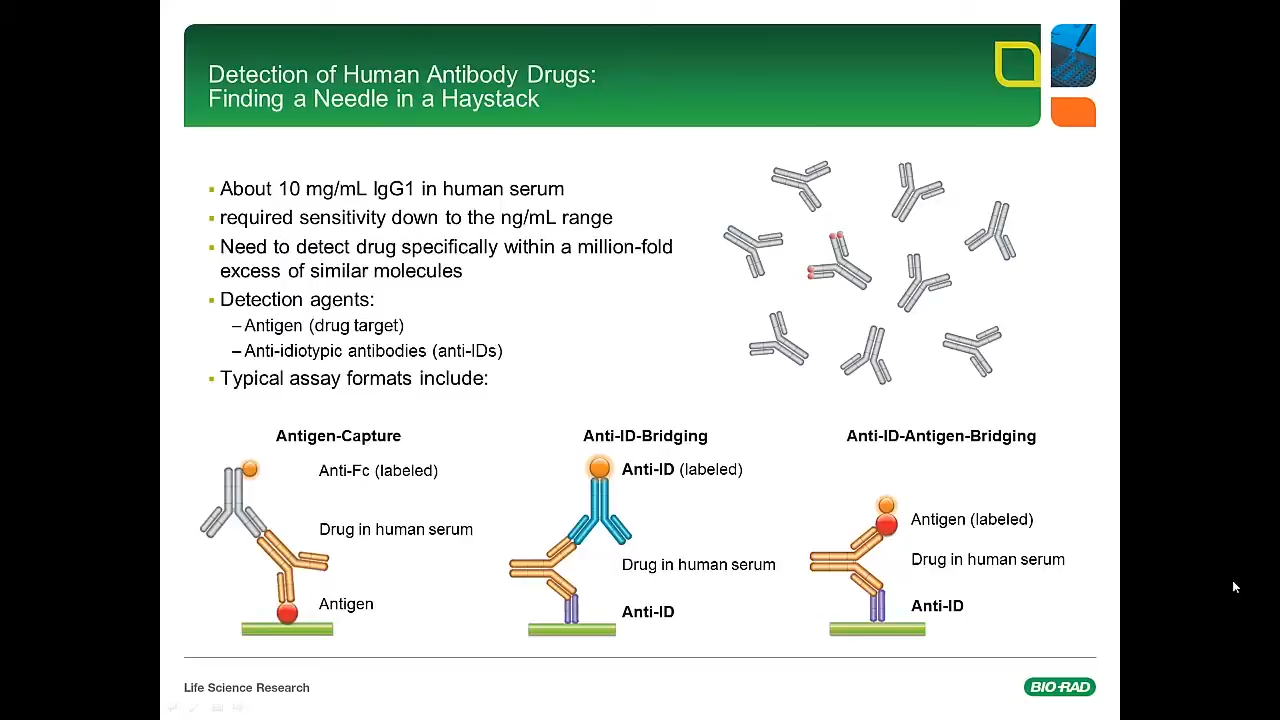 Detection of Human Antibody Drugs:
Finding a Needle in a Haystack
▪ About 10 mg/mL IgG1 in human serum
▪ required sensitivity down to the ng/mL range
▪ Need to detect drug specifically within a million-fold
excess of similar molecules
▪ Detection agents:
– Antigen (drug target)
– Anti-idiotypic antibodies (anti-IDs)
▪ Typical assay formats include:
Antigen-Capture
Anti-Fc (labeled)
Drug in human serum
Antigen
Anti-ID-Bridging
Anti-ID (labeled)
Drug in human serum
Anti-ID
Anti-ID-Antigen-Bridging
Antigen (labeled)
Drug in human serum
Anti-ID
Life Science Research
BIO-RAD